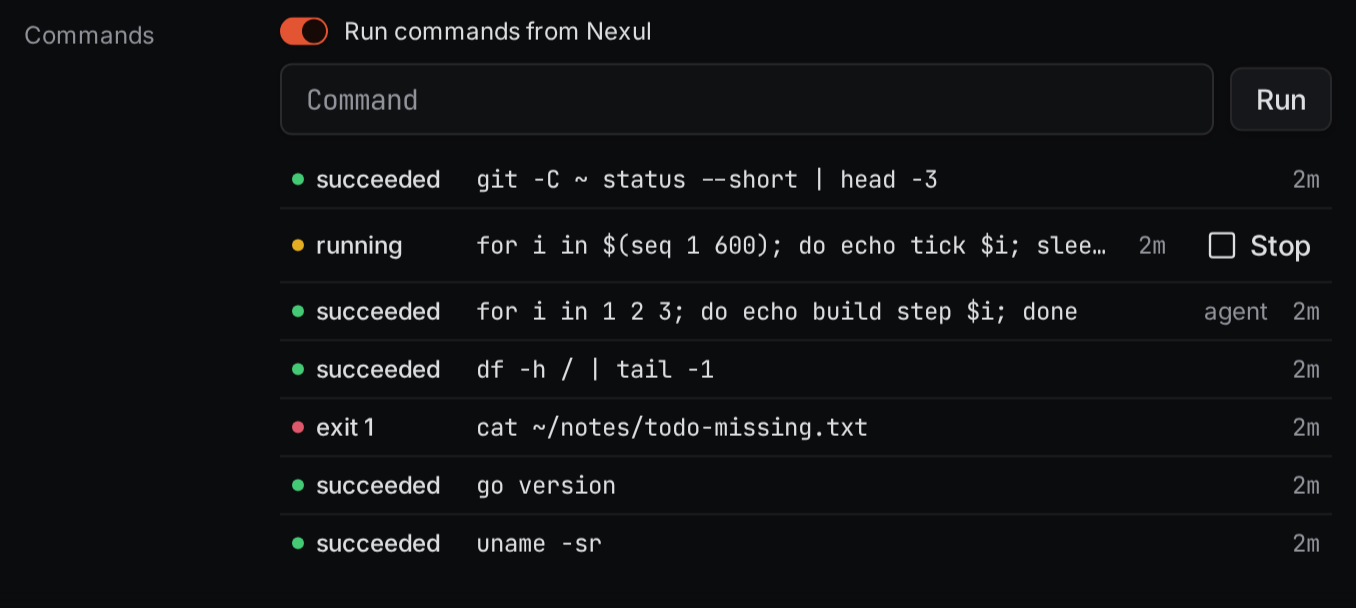 Commands
Run commands from Nexul
Command
Run
succeeded git -C ~ status --short | head -3 2m
running for i in $(seq 1 600); do echo tick $i; slee… 2m Stop
succeeded for i in 1 2 3; do echo build step $i; done agent 2m
succeeded df -h / | tail -1 2m
exit 1 cat ~/notes/todo-missing.txt 2m
succeeded go version 2m
succeeded uname -sr 2m